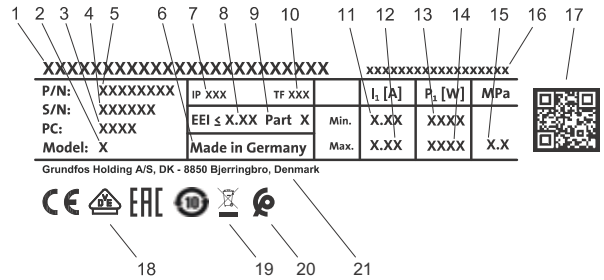 1 2 3 4 5 6 7 8 9 10 11 12 13 14 15 16 17
XXXXXXXXXXXXXXXXXXXXXXXXXX XXXXXXXXXXXXXXXXXX
P/N: XXXXXXXX IP XXX TF XXX I1 [A] P1 [W] MPa
S/N: XXXXXX EEI ≤ X.XX Part X Min. X.XX XXXX
PC: XXXX
Model: X Made in Germany Max. X.XX XXXX X.X
Grundfos Holding A/S, DK - 8850 Bjerringbro, Denmark
CE VDE EAC 10
18 19 20 21